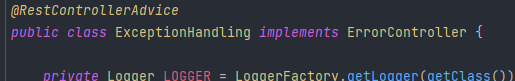 @RestControllerAdvice
public class ExceptionHandling implements ErrorController {
private Logger LOGGER = LoggerFactory.getLogger(getClass())